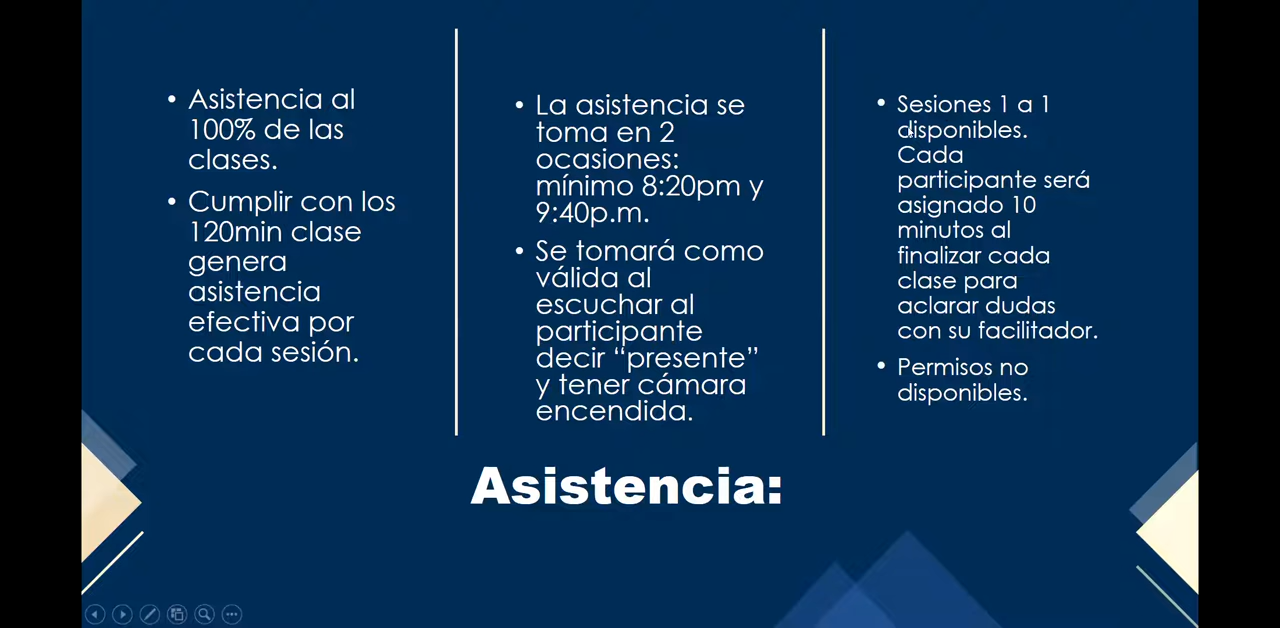 • Asistencia al
100% de las
clases.
• Cumplir con los
120min clase
genera
asistencia
efectiva por
cada sesión.
• La asistencia se
toma en 2
ocasiones:
mínimo 8:20pm y
9:40p.m.
• Se tomará como
válida al
escuchar al
participante
decir “presente”
y tener cámara
encendida.
• Sesiones 1 a 1
disponibles.
Cada
participante será
asignado 10
minutos al
finalizar cada
clase para
aclarar dudas
con su facilitador.
• Permisos no
disponibles.
Asistencia: